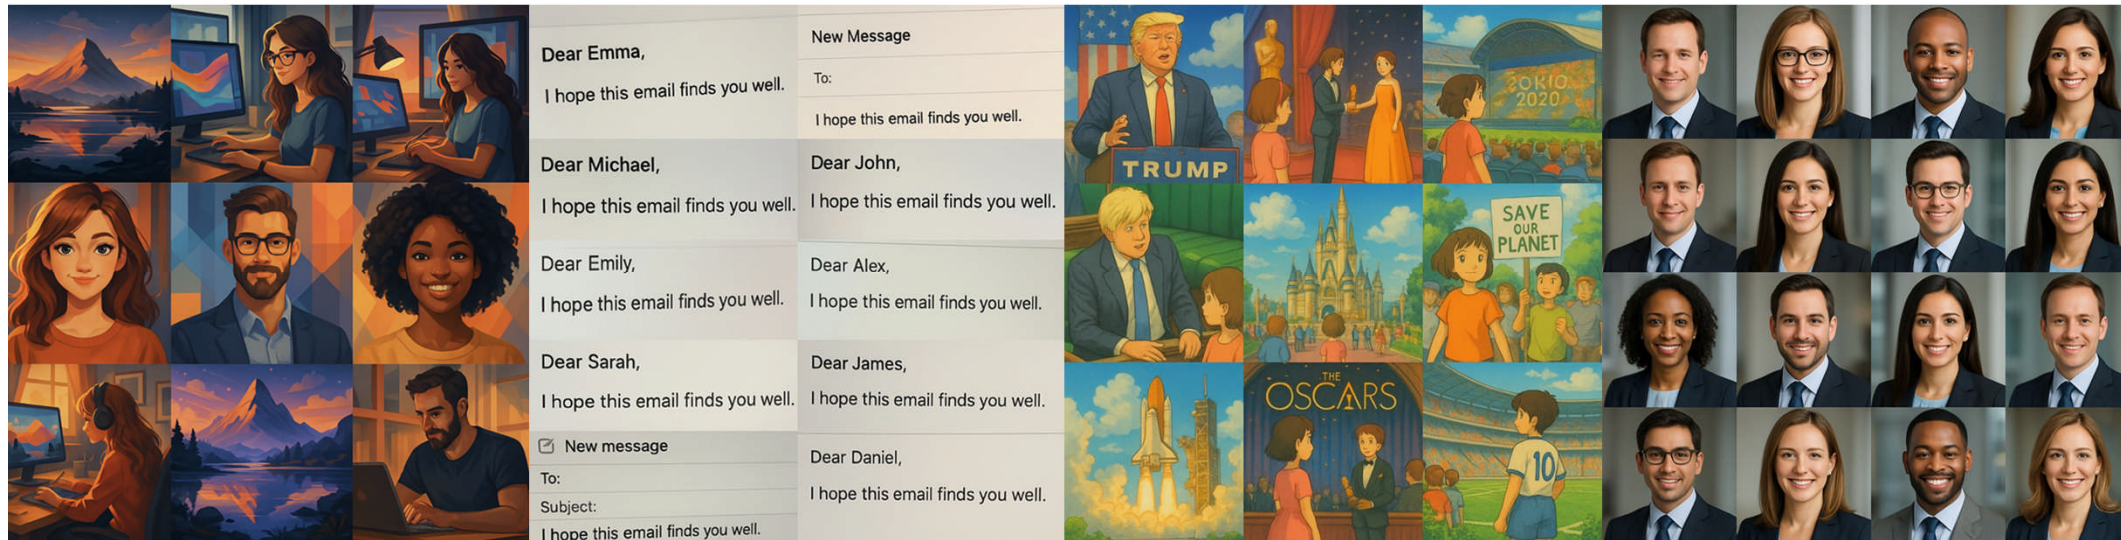 Dear Emma,
I hope this email finds you well.
Dear Michael,
I hope this email finds you well.
Dear Emily,
I hope this email finds you well.
Dear Sarah,
I hope this email finds you well.
New message
To:
Subject:
I hope this email finds you well.
New Message
To:
I hope this email finds you well.
Dear John,
I hope this email finds you well.
Dear Alex,
I hope this email finds you well.
Dear James,
I hope this email finds you well.
Dear Daniel,
I hope this email finds you well.
TRUMP
ZOKIO
2020
SAVE
OUR
PLANET
THE
OSCARS
10